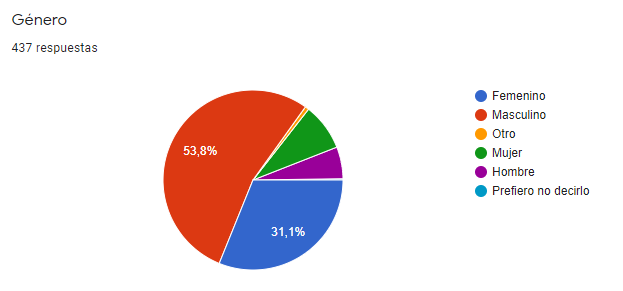 Género
437 respuestas
53,8%
31,1%
Femenino
Masculino
Otro
Mujer
Hombre
Prefiero no decirlo